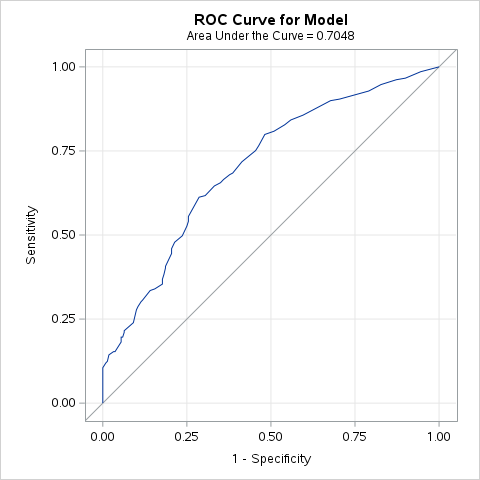 ROC Curve for Model
Area Under the Curve = 0.7048
1.00
0.75
0.50
0.25
0.00
Sensitivity
0.00 0.25 0.50 0.75 1.00
1 - Specificity